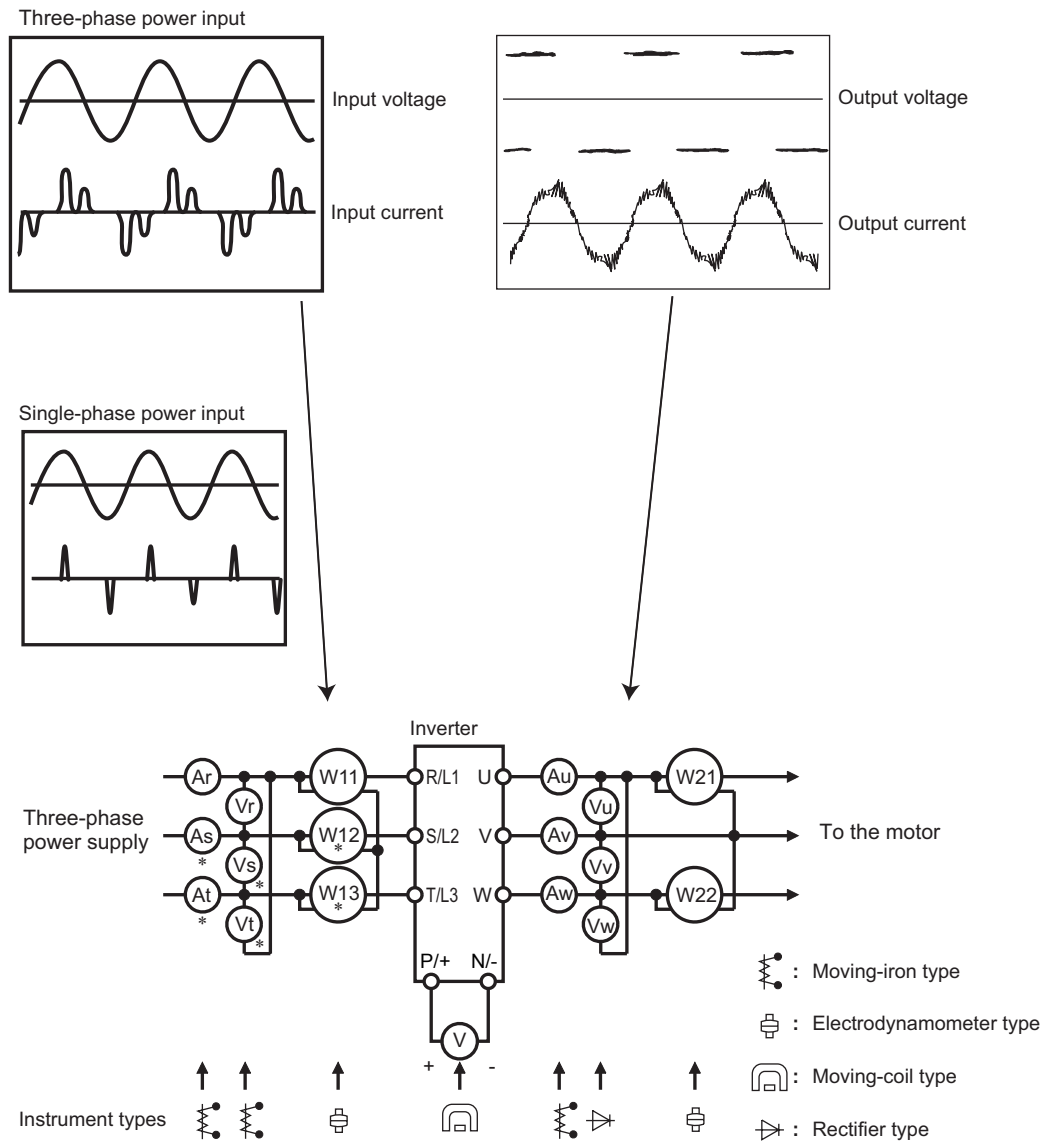 Three-phase power input
Input voltage
Input current
Output voltage
Output current
Single-phase power input
Inverter
Ar
W11
R/L1
U
Au
W21
Vr
Vu
Three-phase
power supply
As
*
W12
*
S/L2
V
Av
To the motor
Vs
*
Vv
At
*
W13
*
T/L3
W
Aw
W22
Vt
*
Vw
P/+
N/-
V
+
-
: Moving-iron type
: Electrodynamometer type
: Moving-coil type
: Rectifier type
Instrument types